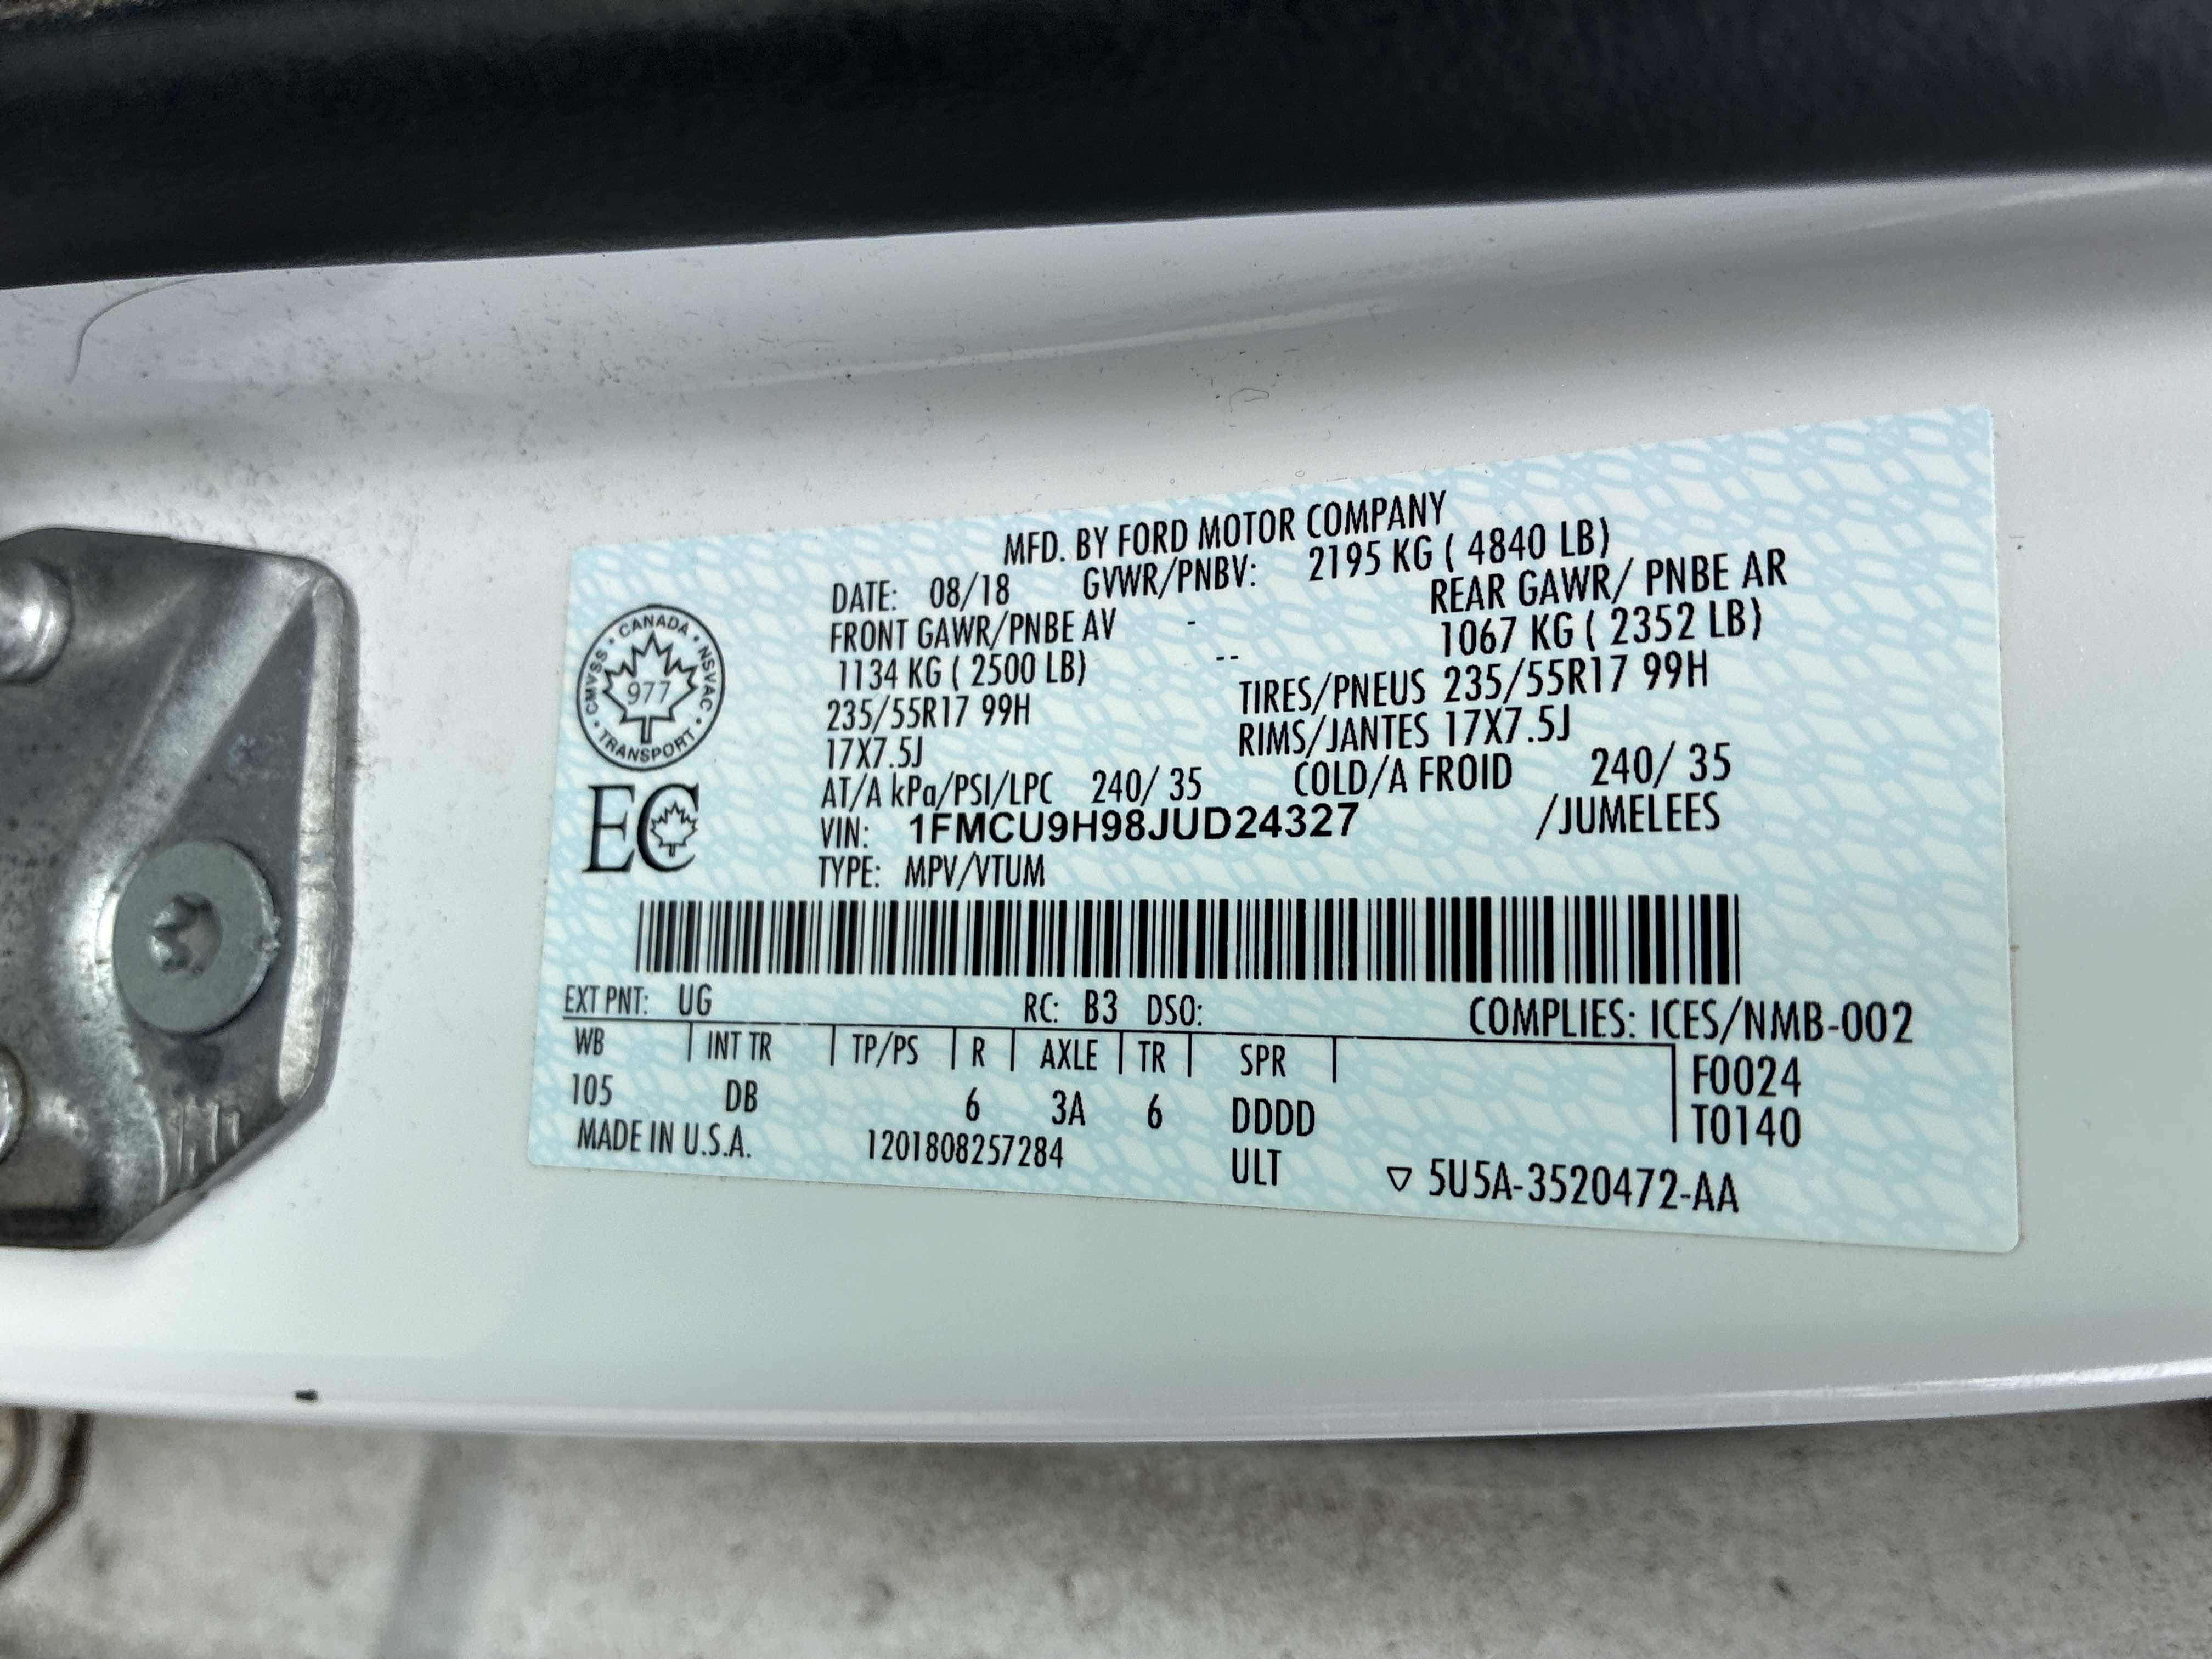 MFD. BY FORD MOTOR COMPANY
DATE: 08/18 GVWR/PNBV: 2195 KG ( 4840 LB)
FRONT GAWR/PNBE AV - REAR GAWR/ PNBE AR
1134 KG ( 2500 LB) -- 1067 KG ( 2352 LB)
235/55R17 99H TIRES/PNEUS 235/55R17 99H
17X7.5J RIMS/JANTES 17X7.5J
AT/A kPa/PSI/LPC 240/ 35 COLD/A FROID 240/ 35
VIN: 1FMCU9H98JUD24327 /JUMELEES
TYPE: MPV/VTUM
CANADA • NSVAC • TRANSPORT • CMVSS •
977
EC
EXT PNT: UG RC: B3 DSO: COMPLIES: ICES/NMB-002
WB | INT TR | TP/PS | R | AXLE | TR | SPR | F0024
105 DB 6 3A 6 DDDD T0140
MADE IN U.S.A. 1201808257284 ULT ▽ 5U5A-3520472-AA